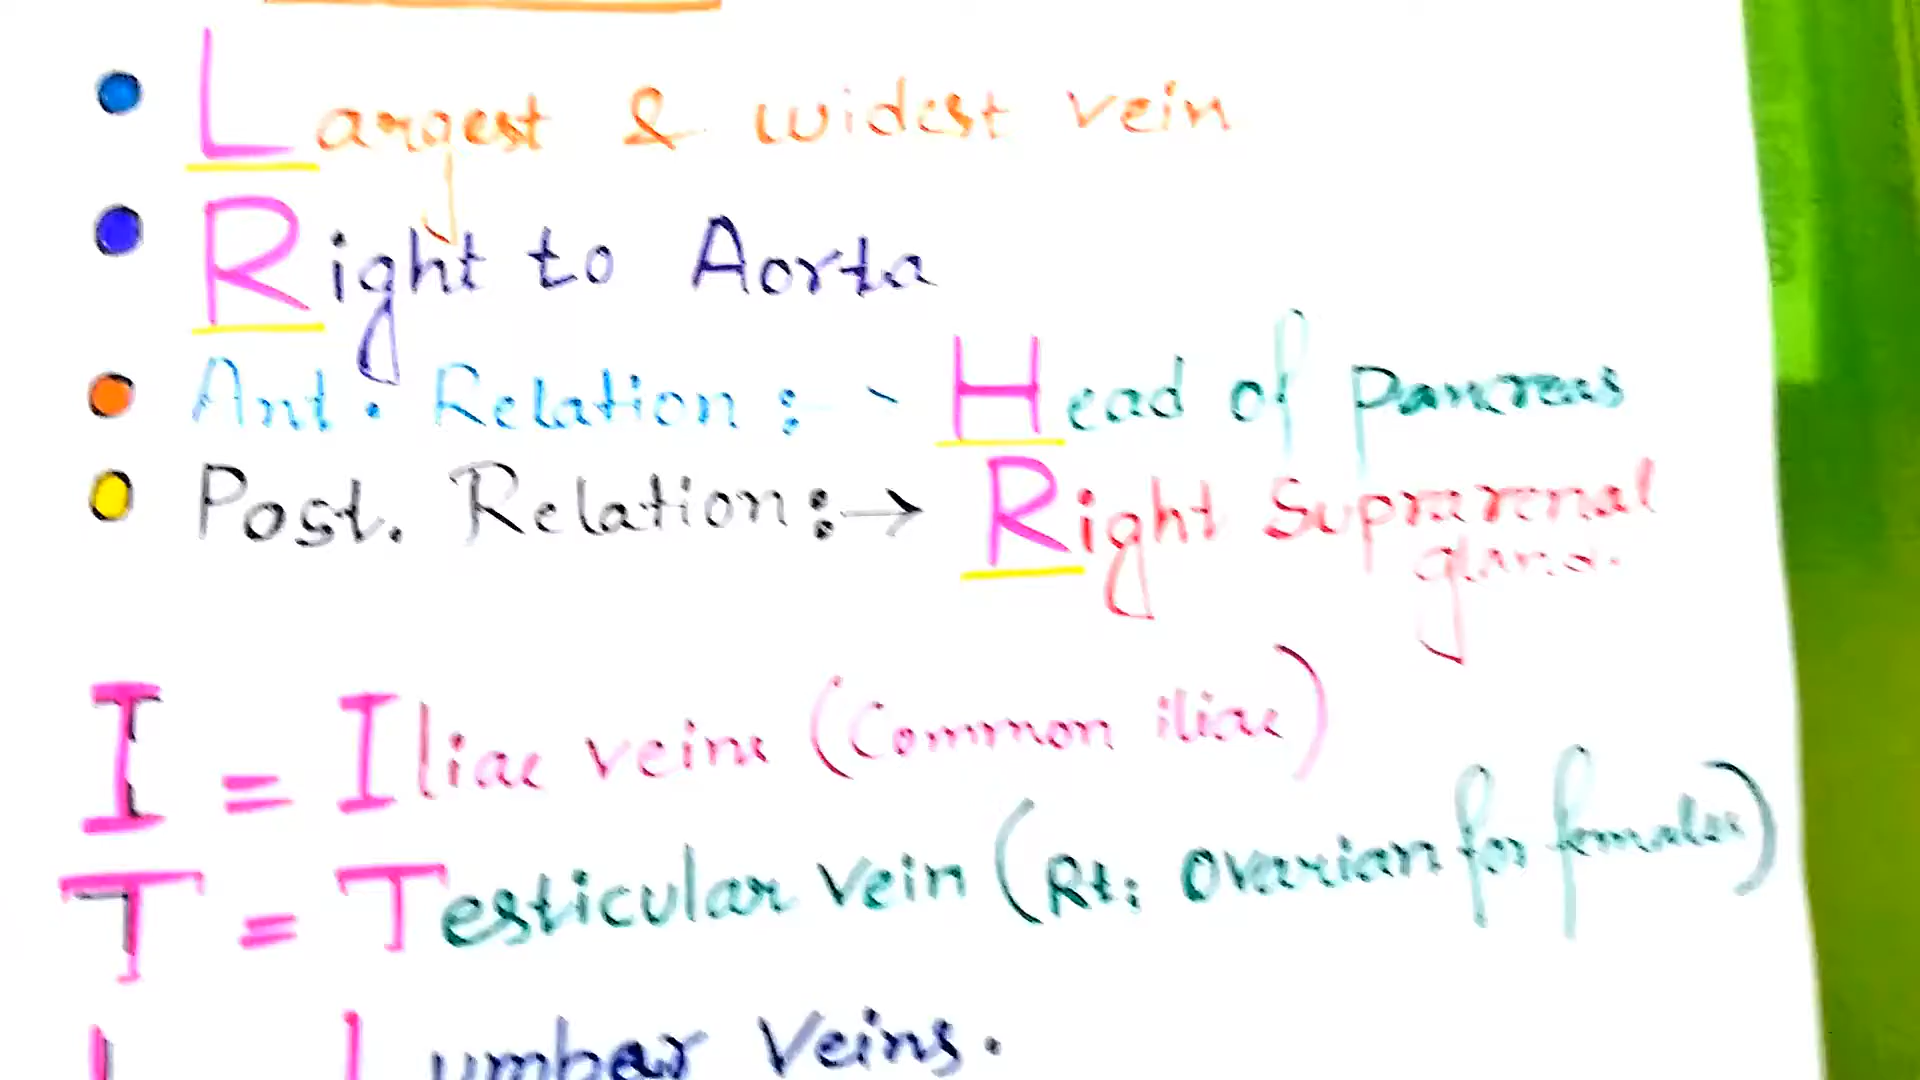 Largest & widest vein
Right to Aorta
Ant. Relation :- Head of Pancreas
Post. Relation :→ Right Suprarenal
gland.
I = Iliac veins (Common iliac)
T = Testicular vein (Rt: Ovarian for females)
L Lumbar Veins.